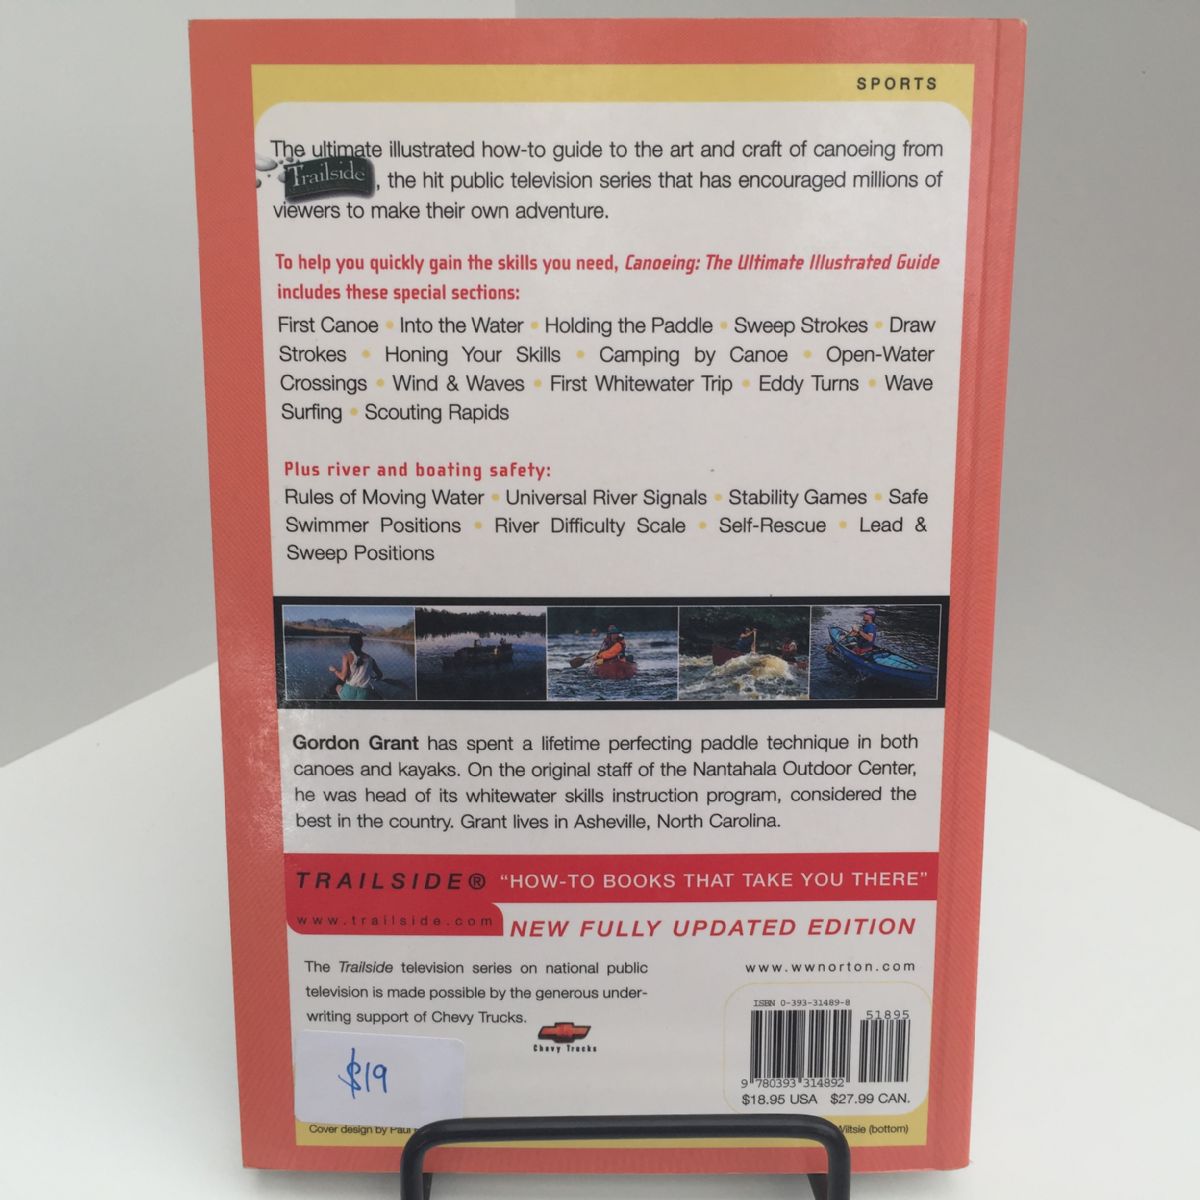 SPORTS
The ultimate illustrated how-to guide to the art and craft of canoeing from
Trailside, the hit public television series that has encouraged millions of
viewers to make their own adventure.
To help you quickly gain the skills you need, Canoeing: The Ultimate Illustrated Guide
includes these special sections:
First Canoe • Into the Water • Holding the Paddle • Sweep Strokes • Draw
Strokes • Honing Your Skills • Camping by Canoe • Open-Water
Crossings • Wind & Waves • First Whitewater Trip • Eddy Turns • Wave
Surfing • Scouting Rapids
Plus river and boating safety:
Rules of Moving Water • Universal River Signals • Stability Games • Safe
Swimmer Positions • River Difficulty Scale • Self-Rescue • Lead &
Sweep Positions
Gordon Grant has spent a lifetime perfecting paddle technique in both
canoes and kayaks. On the original staff of the Nantahala Outdoor Center,
he was head of its whitewater skills instruction program, considered the
best in the country. Grant lives in Asheville, North Carolina.
TRAILSIDE® "HOW-TO BOOKS THAT TAKE YOU THERE"
www.trailside.com
NEW FULLY UPDATED EDITION
The Trailside television series on national public
television is made possible by the generous under-
writing support of Chevy Trucks.
Chevy Trucks
www.wwnorton.com
ISBN 0-393-31489-8
51895
9 780393 314892
$18.95 USA $27.99 CAN.
$19
Cover design by Paul
Wiltsie (bottom)